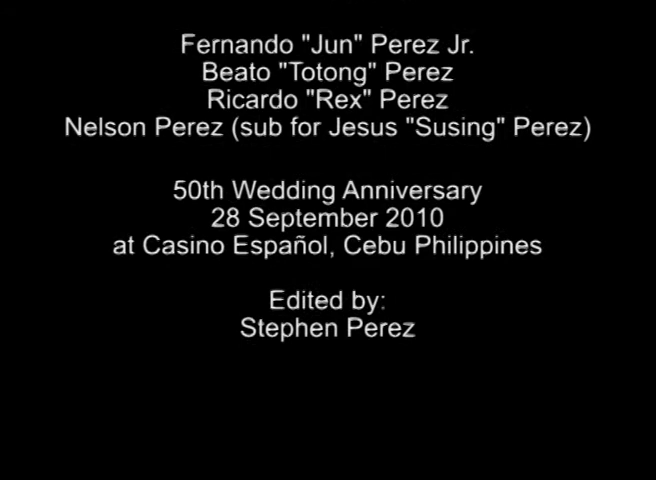 Fernando "Jun" Perez Jr.
Beato "Totong" Perez
Ricardo "Rex" Perez
Nelson Perez (sub for Jesus "Susing" Perez)
50th Wedding Anniversary
28 September 2010
at Casino Español, Cebu Philippines
Edited by:
Stephen Perez